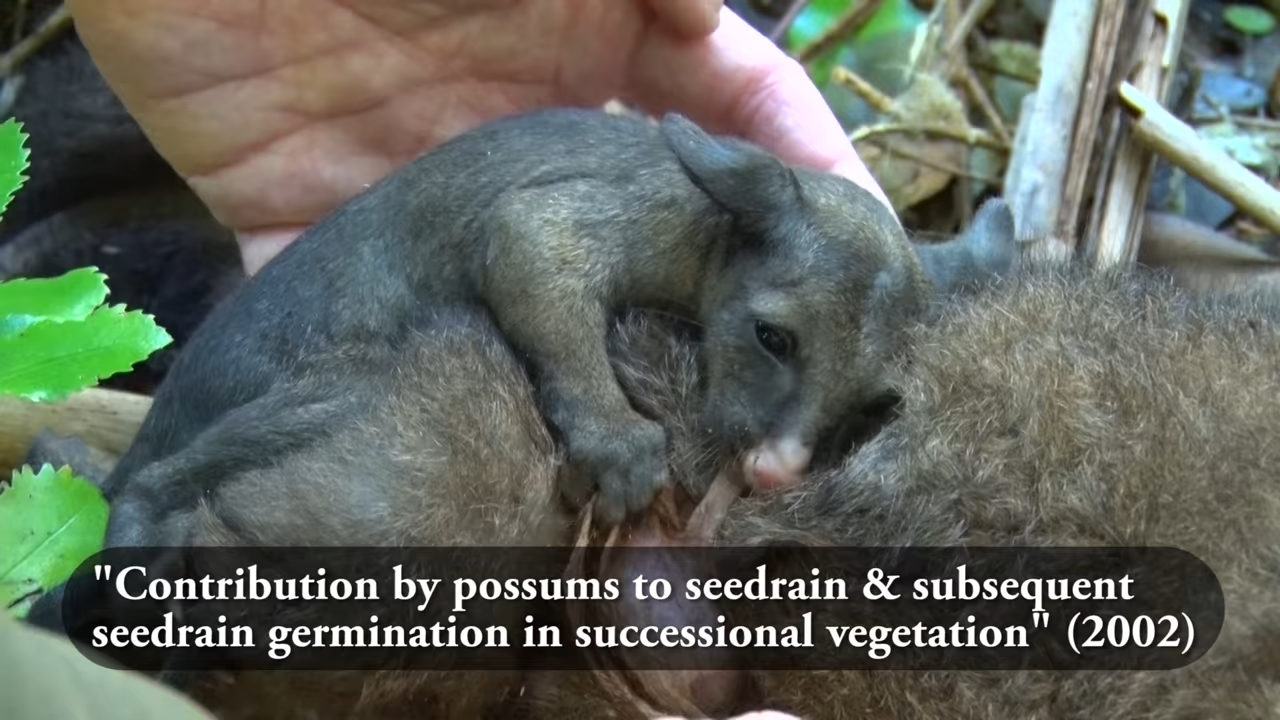 "Contribution by possums to seedrain & subsequent
seedrain germination in successional vegetation" (2002)